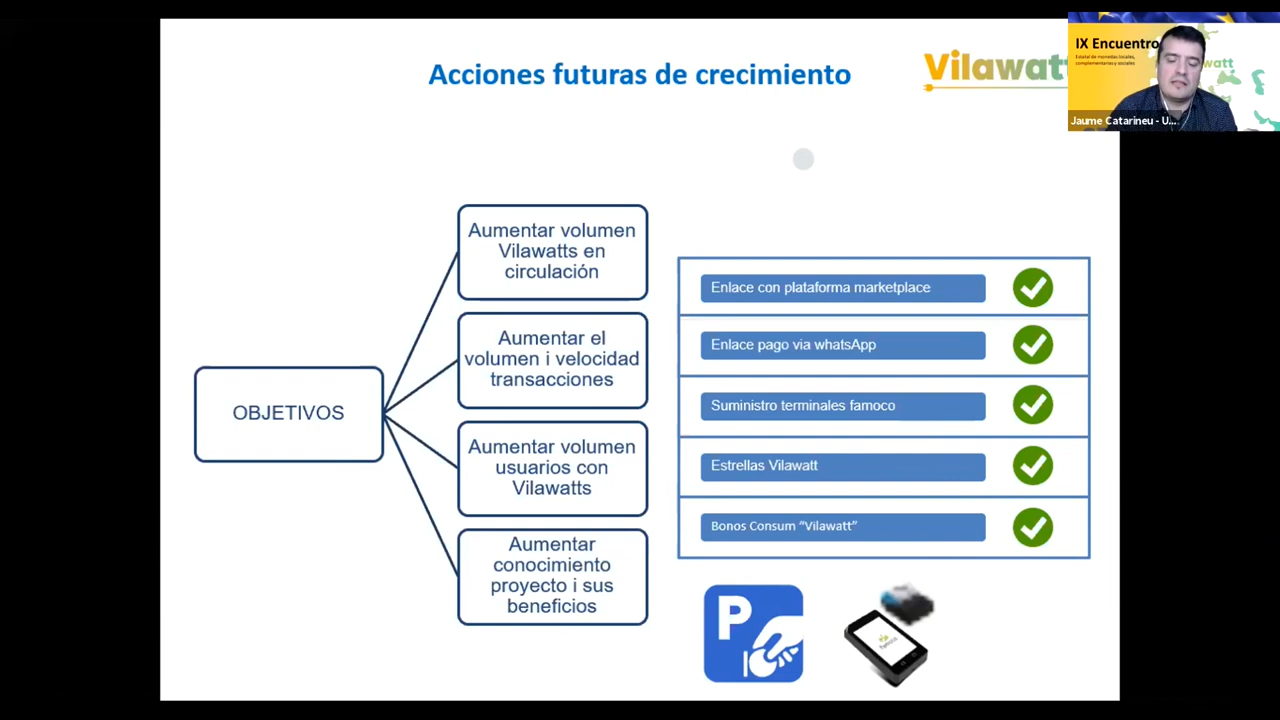 Acciones futuras de crecimiento
Vilawatt
IX Encuentro
Estatal de monedas locales,
complementarias y sociales
watt
Jaume Catarineu - U...
OBJETIVOS
Aumentar volumen
Vilawatts en
circulación
Aumentar el
volumen i velocidad
transacciones
Aumentar volumen
usuarios con
Vilawatts
Aumentar
conocimiento
proyecto i sus
beneficios
Enlace con plataforma marketplace
Enlace pago via whatsApp
Suministro terminales famoco
Estrellas Vilawatt
Bonos Consum “Vilawatt”
P
famoco